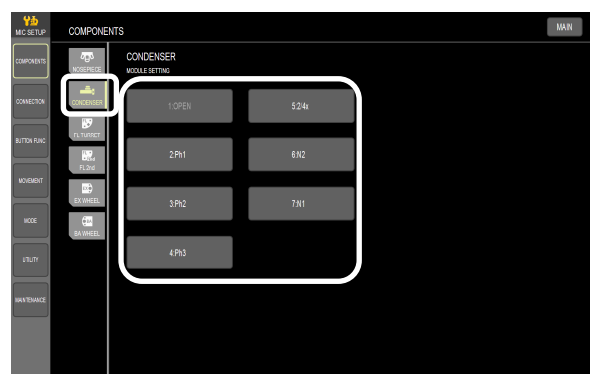 MIC SETUP
COMPONENTS
MAIN
COMPONENTS
CONNECTION
BUTTON FUNC
MOVEMENT
MODE
UTILITY
MAINTENANCE
NOSEPIECE
CONDENSER
FL TURRET
FL 2nd
EX WHEEL
BA WHEEL
CONDENSER
MODULE SETTING
1:OPEN
5:2/4x
2:Ph1
6:N2
3:Ph2
7:N1
4:Ph3